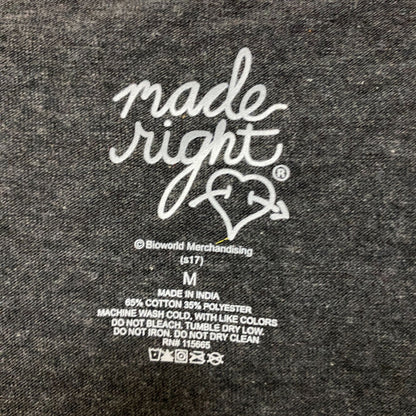 made
right®
© Bioworld Merchandising
(s17)
M
MADE IN INDIA
65% COTTON 35% POLYESTER
MACHINE WASH COLD, WITH LIKE COLORS
DO NOT BLEACH. TUMBLE DRY LOW.
DO NOT IRON. DO NOT DRY CLEAN
RN# 115665